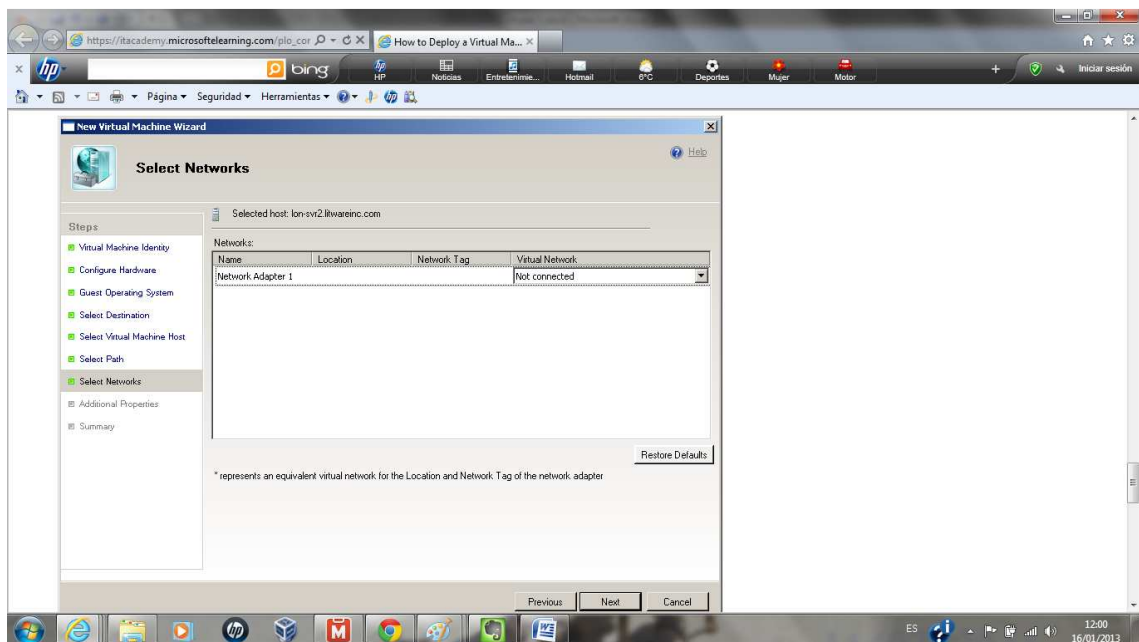 https://itacademy.microsoftelearning.com/plo_cor
How to Deploy a Virtual Ma...
hp
bing
HP
Noticias
Entretenimie...
Hotmail
6°C
Deportes
Mujer
Motor
Iniciar sesión
Página
Seguridad
Herramientas
New Virtual Machine Wizard
Select Networks
Help
Steps
Virtual Machine Identity
Configure Hardware
Guest Operating System
Select Destination
Select Virtual Machine Host
Select Path
Select Networks
Additional Properties
Summary
Selected host: lon-svr2.litwareinc.com
Networks:
Name Location Network Tag Virtual Network
Network Adapter 1 Not connected
Restore Defaults
* represents an equivalent virtual network for the Location and Network Tag of the network adapter
Previous Next Cancel
ES
12:00
16/01/2013